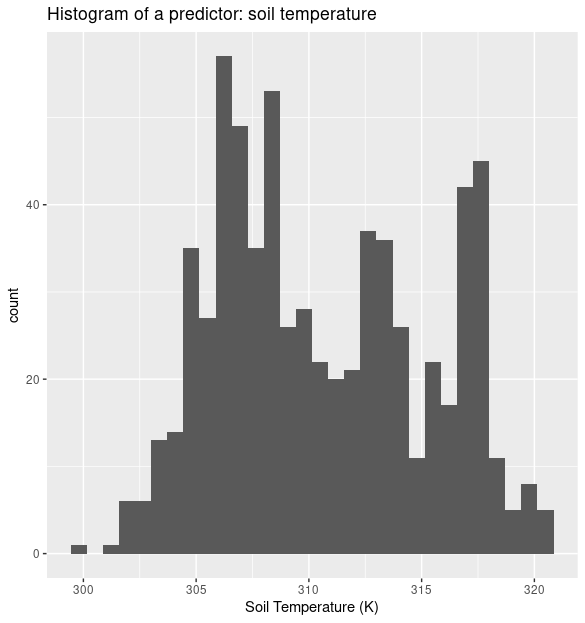 Histogram of a predictor: soil temperature
count
40
20
0
300 305 310 315 320
Soil Temperature (K)